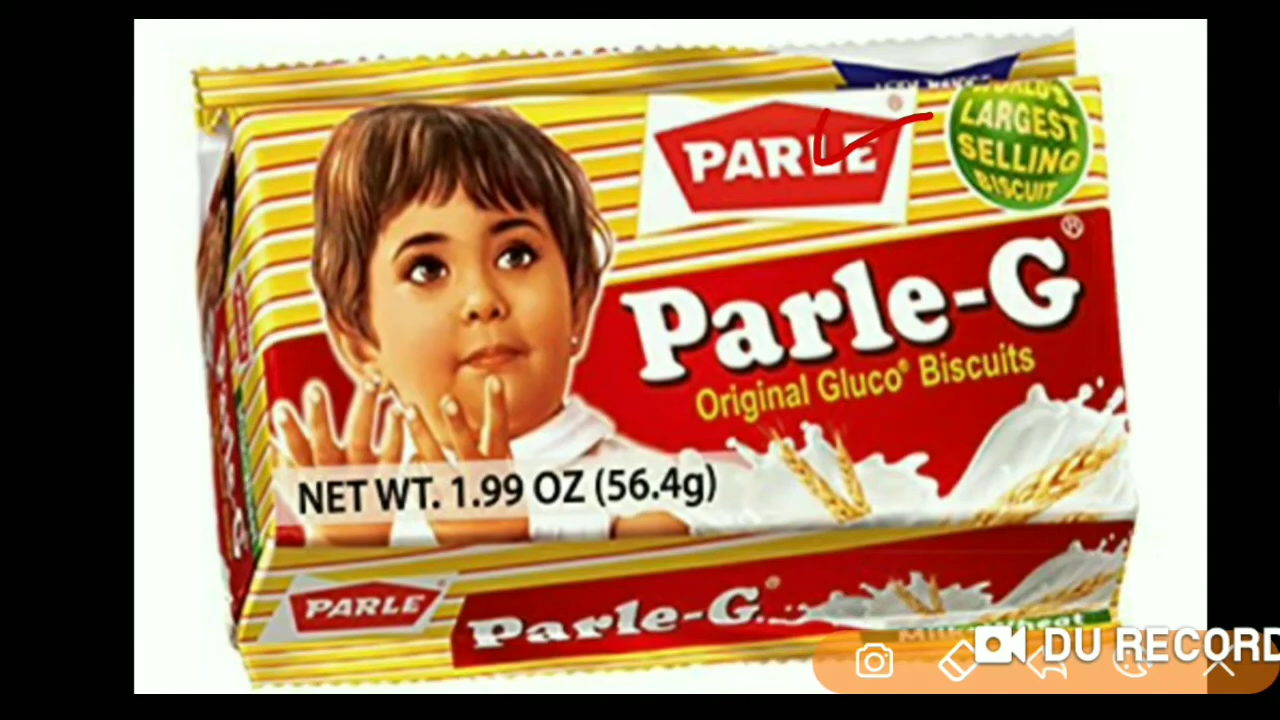 PARLE
WORLD'S
LARGEST
SELLING
BISCUIT
Parle-G
Original Gluco® Biscuits
NET WT. 1.99 OZ (56.4g)
PARLE
Parle-G
Wheat
DU RECORD